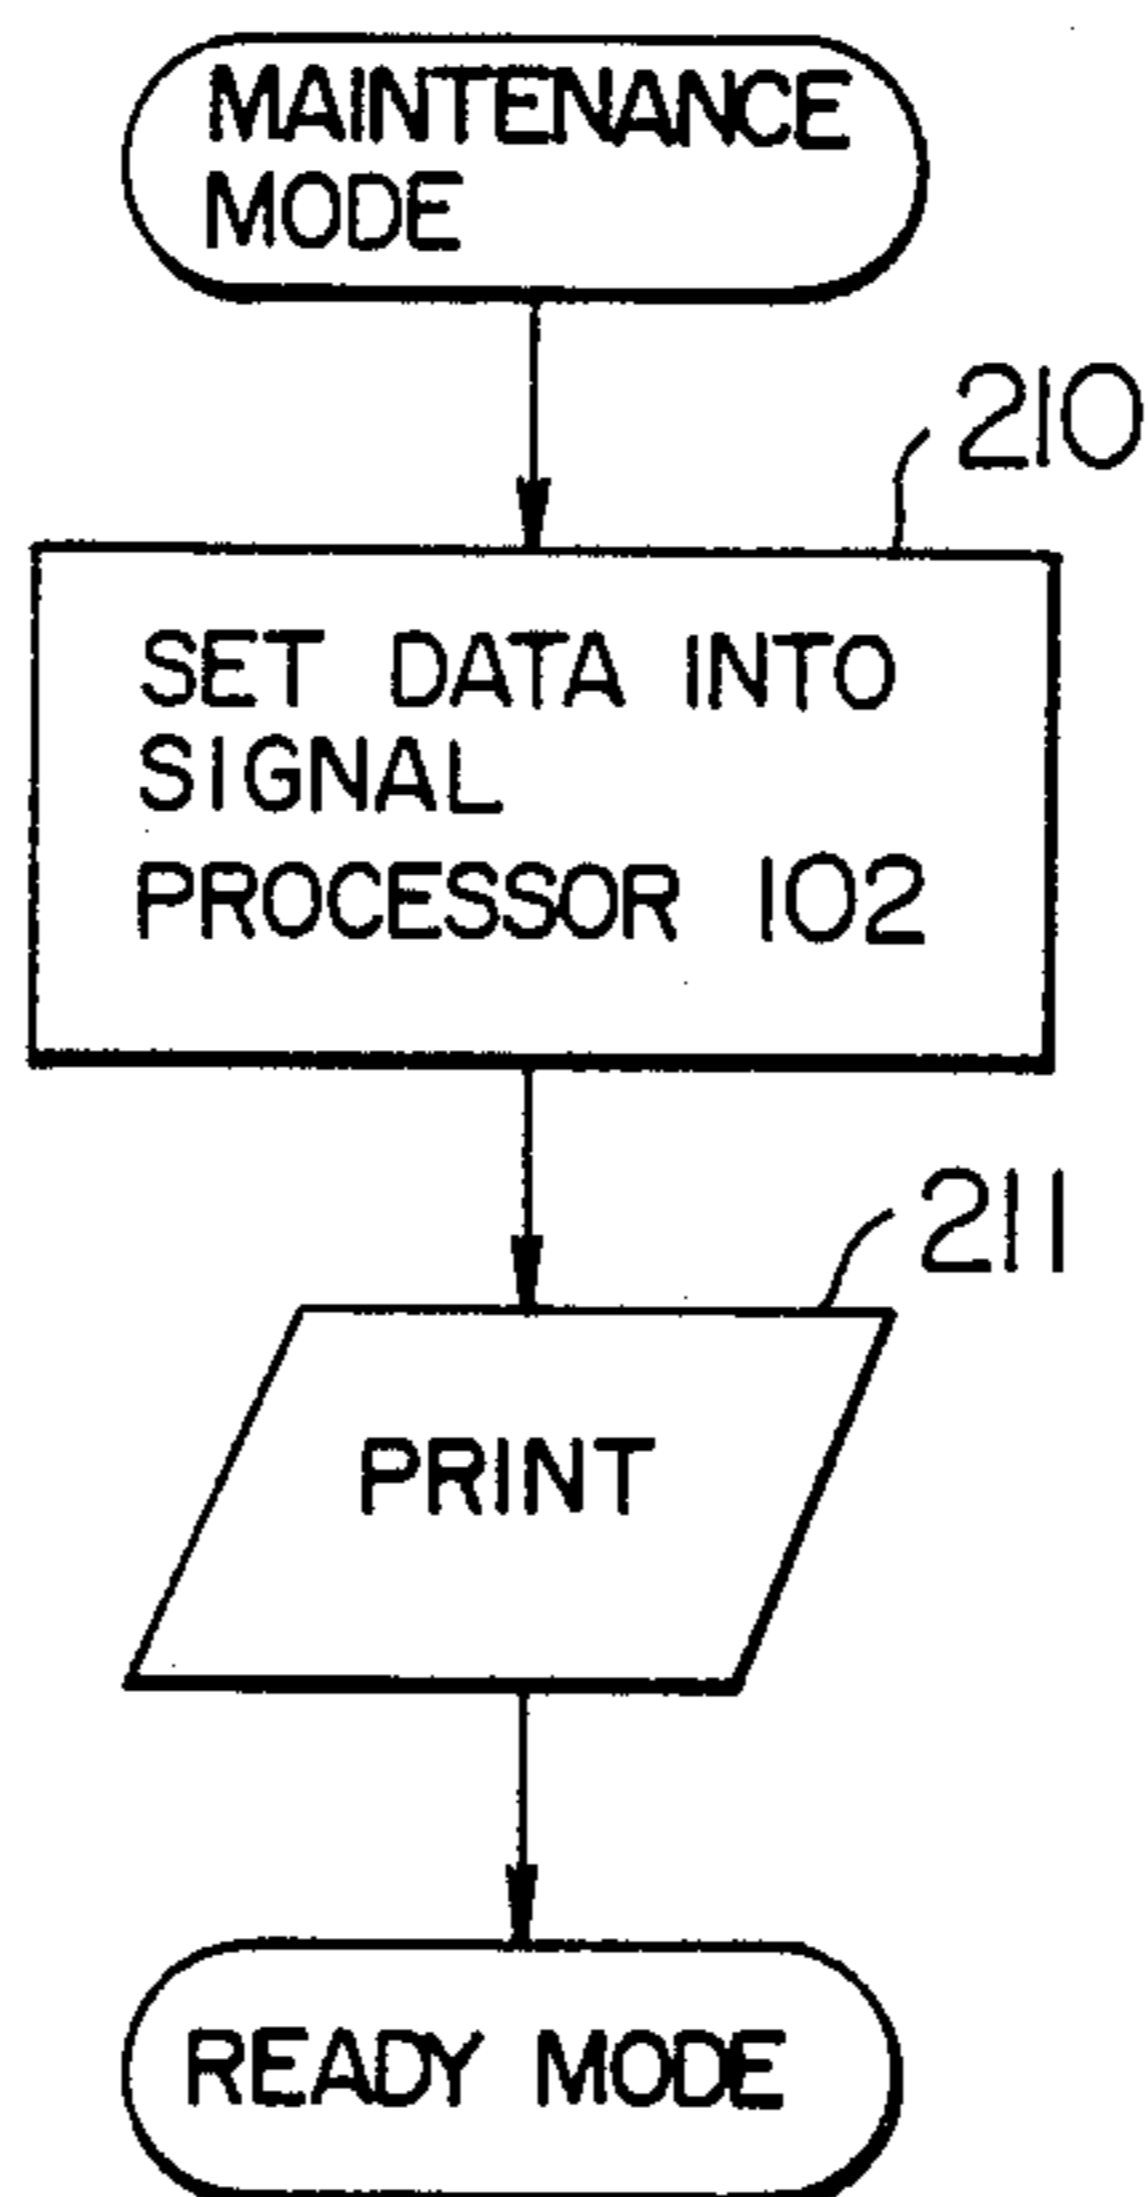 MAINTENANCE
MODE
210
SET DATA INTO
SIGNAL
PROCESSOR 102
211
PRINT
READY MODE